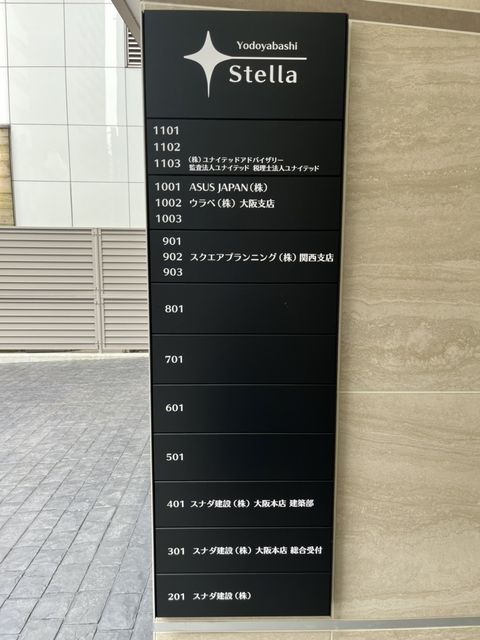 Yodoyabashi
Stella
1101
1102
1103 (株)ユナイテッドアドバイザリー
監査法人ユナイテッド 税理士法人ユナイテッド
1001 ASUS JAPAN(株)
1002 ウラベ(株) 大阪支店
1003
901
902 スクエアプランニング(株)関西支店
903
801
701
601
501
401 スナダ建設(株) 大阪本店 建築部
301 スナダ建設(株) 大阪本店 総合受付
201 スナダ建設(株)